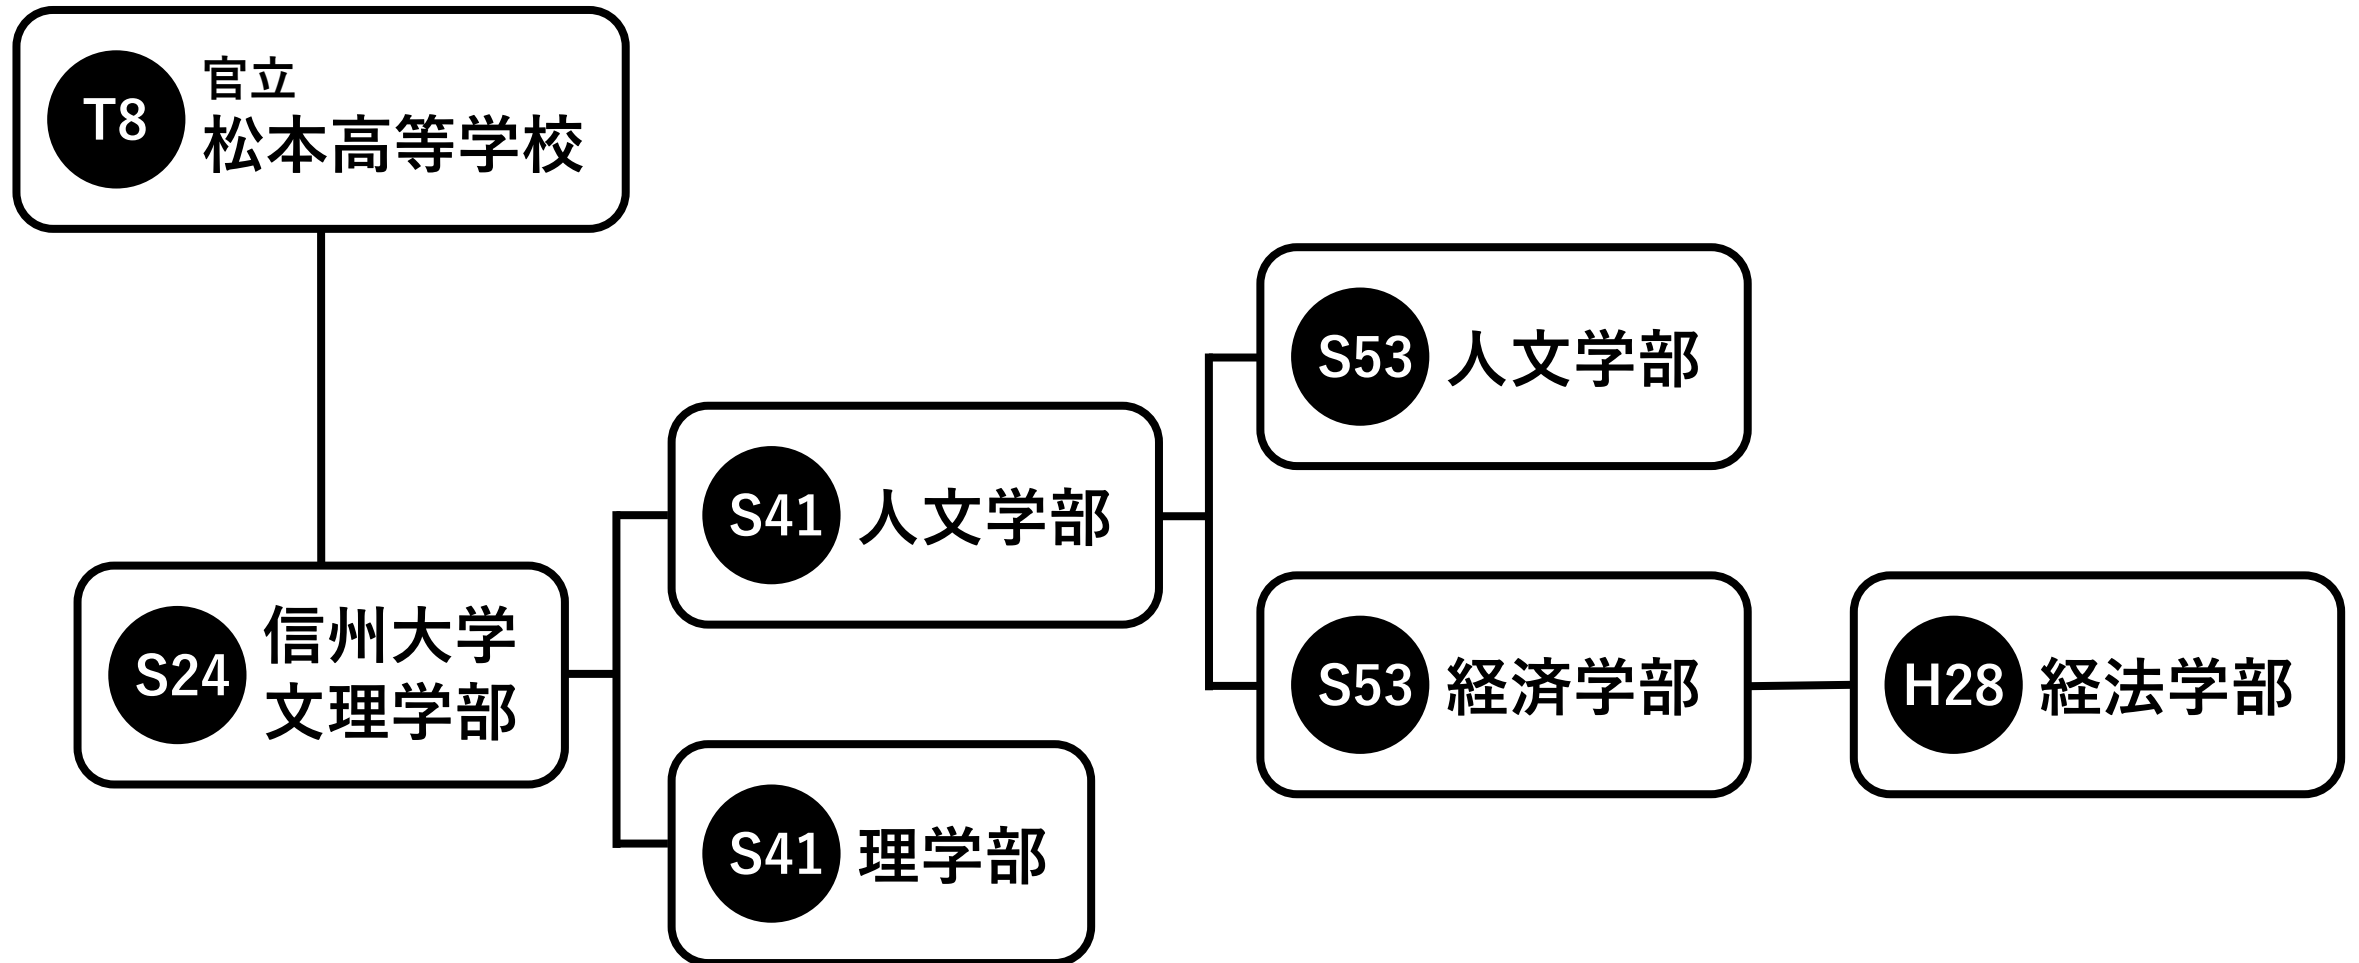 T8
官立
松本高等学校
S24
信州大学
文理学部
S41
人文学部
S41
理学部
S53
人文学部
S53
経済学部
H28
経法学部